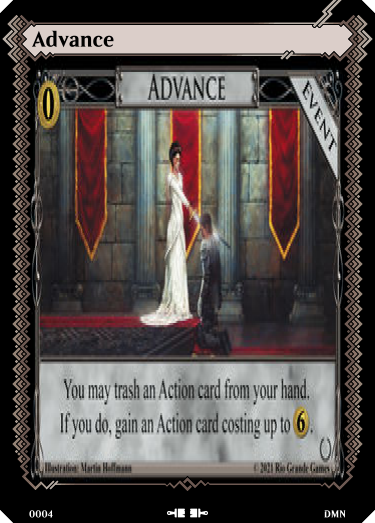 Advance
ADVANCE
0
EVENT
You may trash an Action card from your hand.
If you do, gain an Action card costing up to 6.
Illustration: Martin Hoffmann
© 2021 Rio Grande Games
0004
DMN